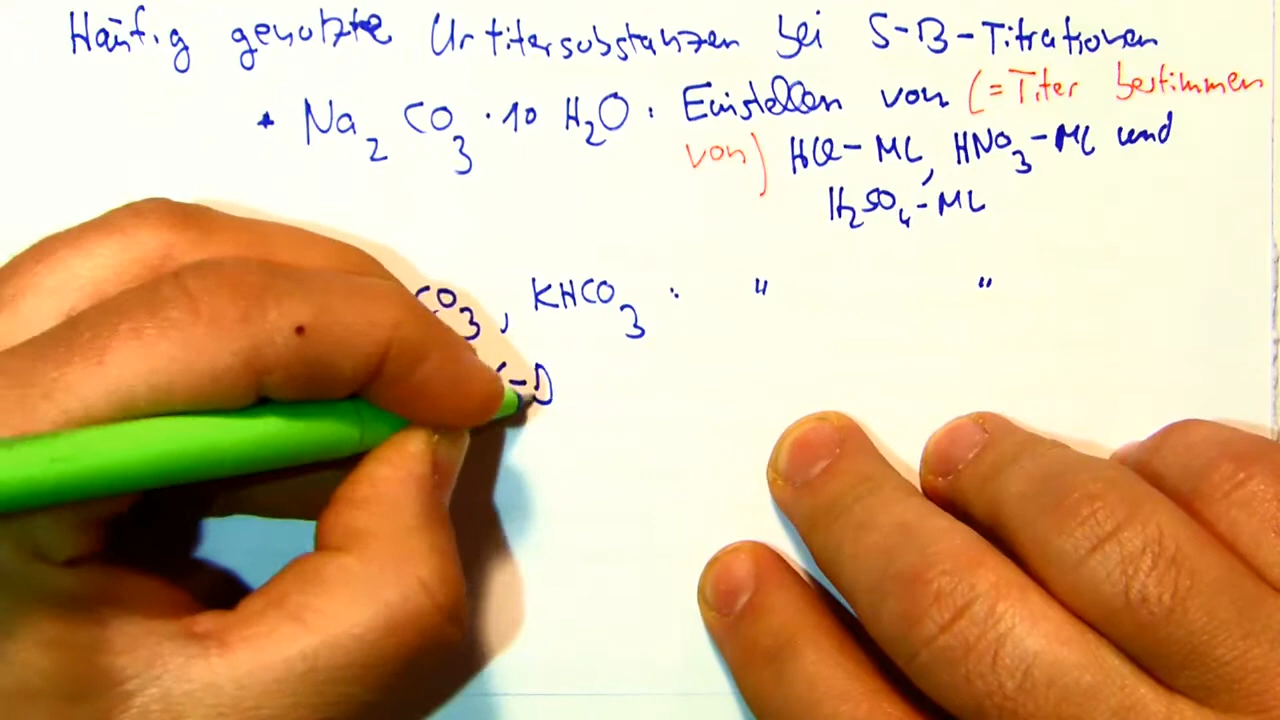 Häufig genutzte Urtitersubstanzen bei S-B-Titrationen
* Na2CO3 · 10 H2O : Einstellen von (= Titer bestimmen
von) HCl-ML, HNO3-ML und
H2SO4-ML
CO3, KHCO3 : " "
-D